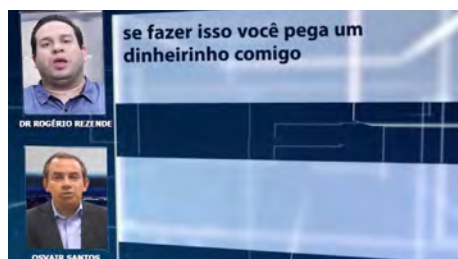 se fazer isso você pega um
dinheirinho comigo
DR ROGÉRIO REZENDE
OSVAIR SANTOS